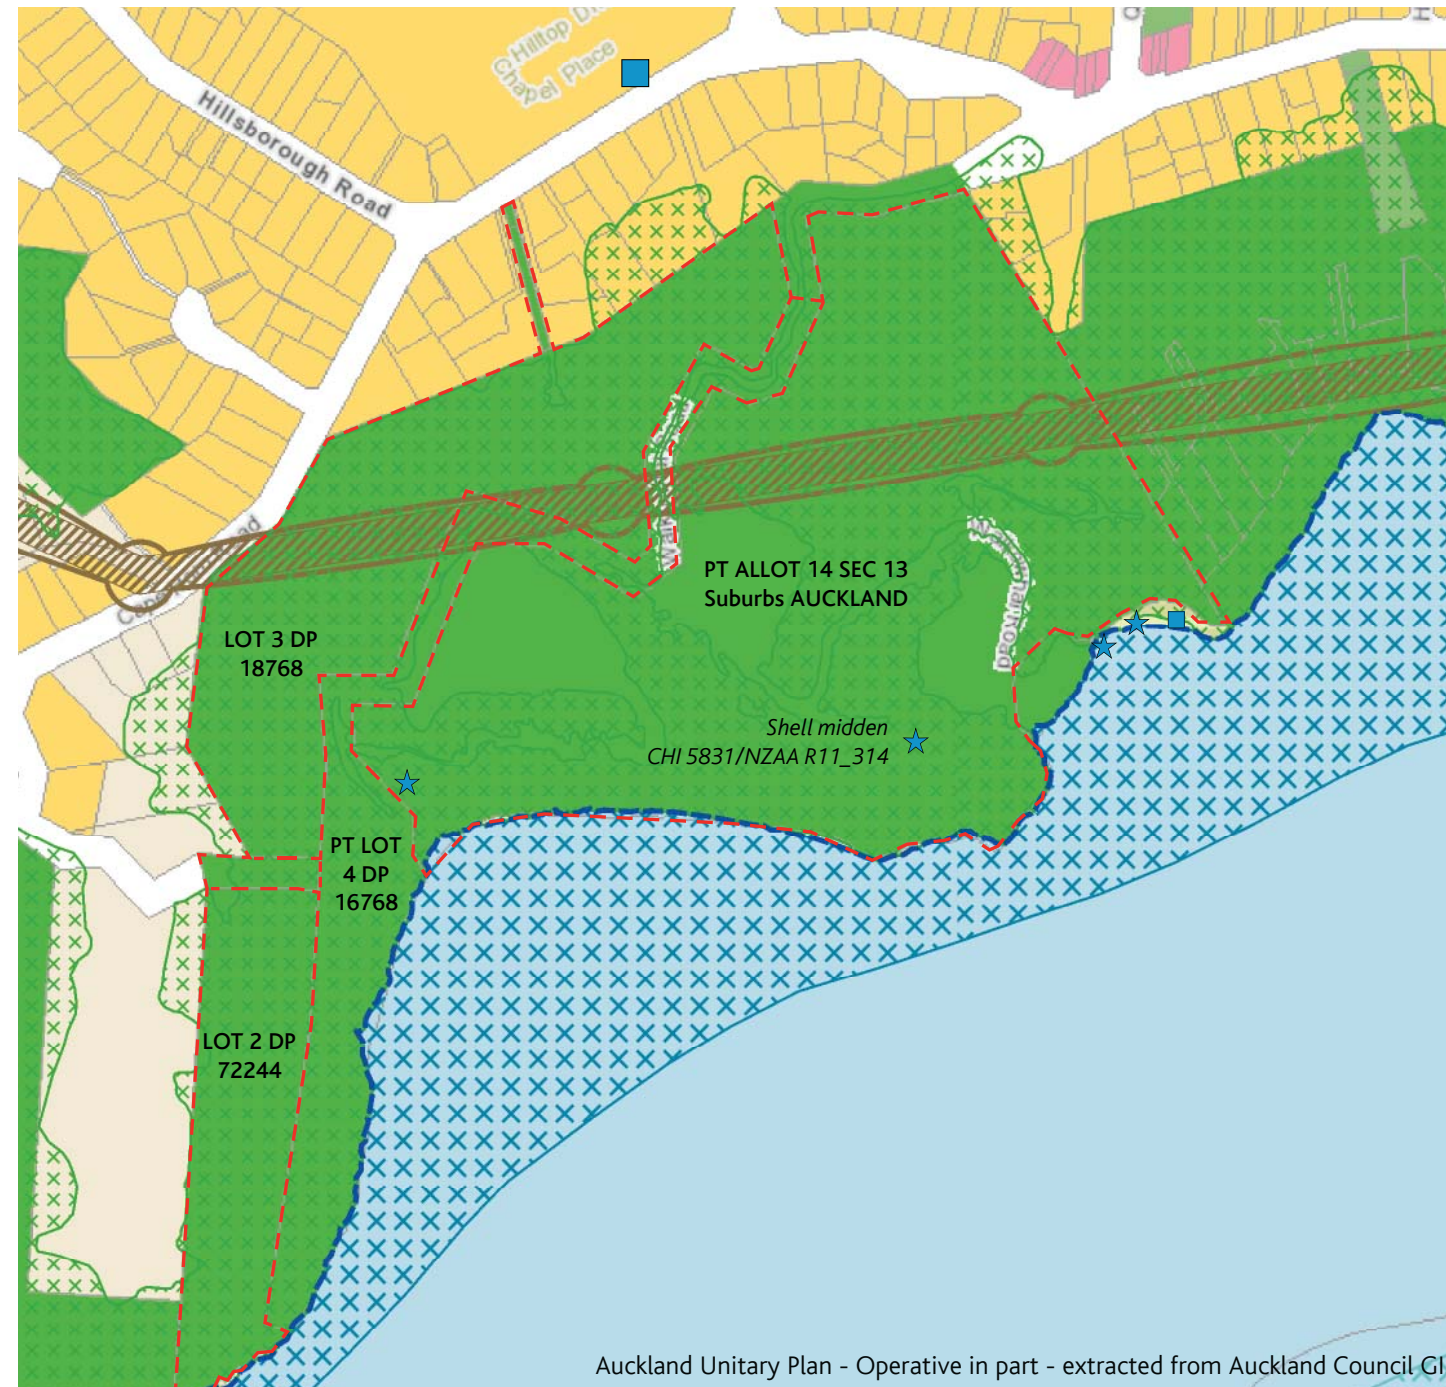 Hilltop
Chapel Place
Hillsborough Road
PT ALLOT 14 SEC 13
Suburbs AUCKLAND
LOT 3 DP
18768
Shell midden
CHI 5831/NZAA R11_314
PT LOT
4 DP
16768
LOT 2 DP
72244
Auckland Unitary Plan - Operative in part - extracted from Auckland Council GI